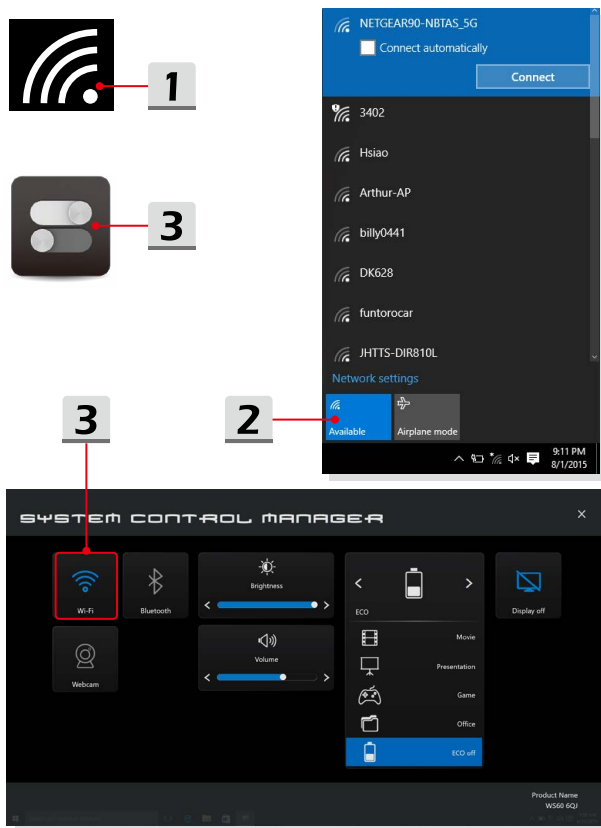 1
3
NETGEAR90-NBTAS_5G
Connect automatically
Connect
3402
Hsiao
Arthur-AP
billy0441
DK628
funtorocar
JHTTS-DIR810L
Network settings
2
Available
Airplane mode
9:11 PM
8/1/2015
3
SYSTEM CONTROL MANAGER
Wi-Fi
Bluetooth
Brightness
ECO
Display off
Webcam
Volume
Movie
Presentation
Game
Office
ECO off
Product Name
WS60 6QJ